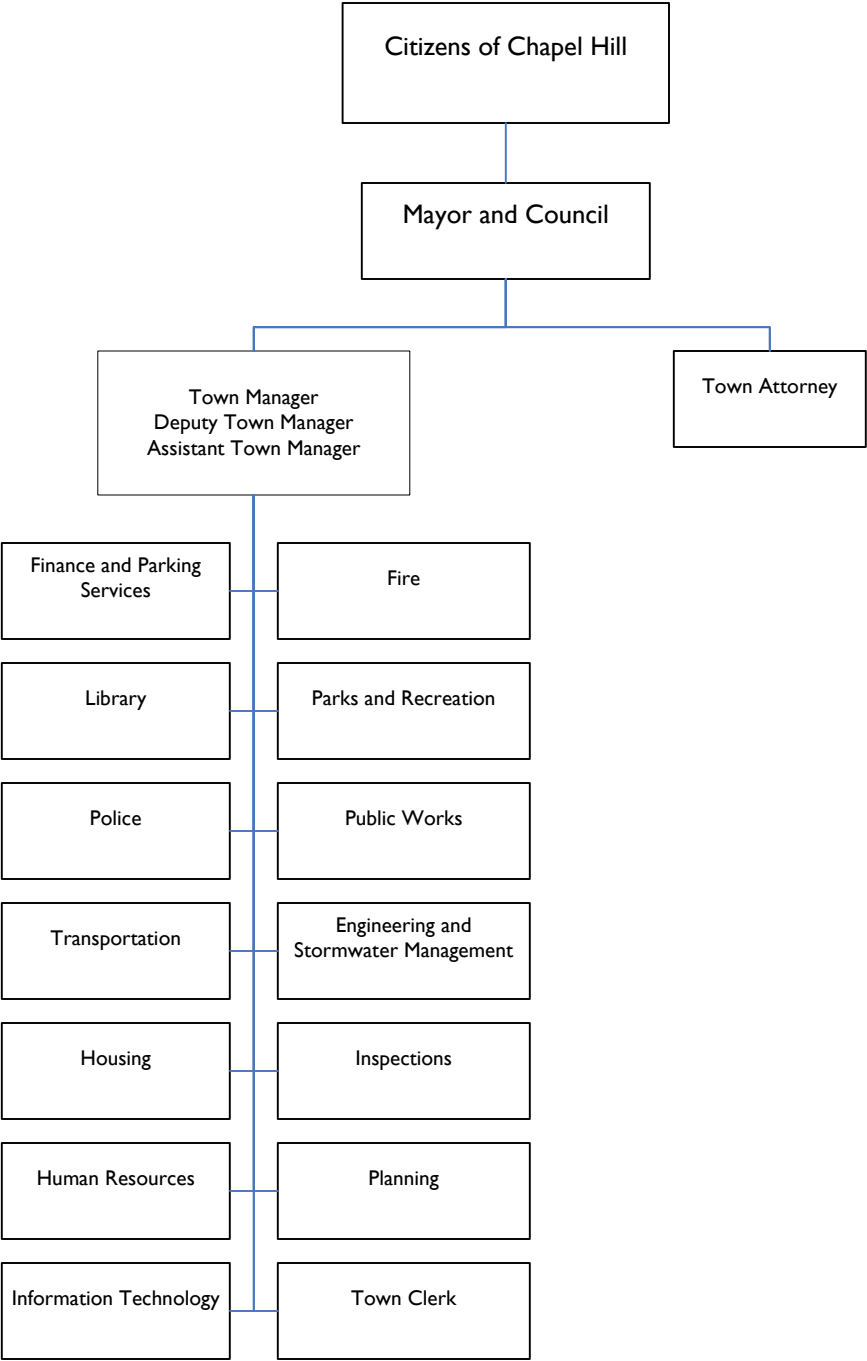 Citizens of Chapel Hill
Mayor and Council
Town Manager
Deputy Town Manager
Assistant Town Manager
Town Attorney
Finance and Parking
Services
Fire
Library
Parks and Recreation
Police
Public Works
Transportation
Engineering and
Stormwater Management
Housing
Inspections
Human Resources
Planning
Information Technology
Town Clerk